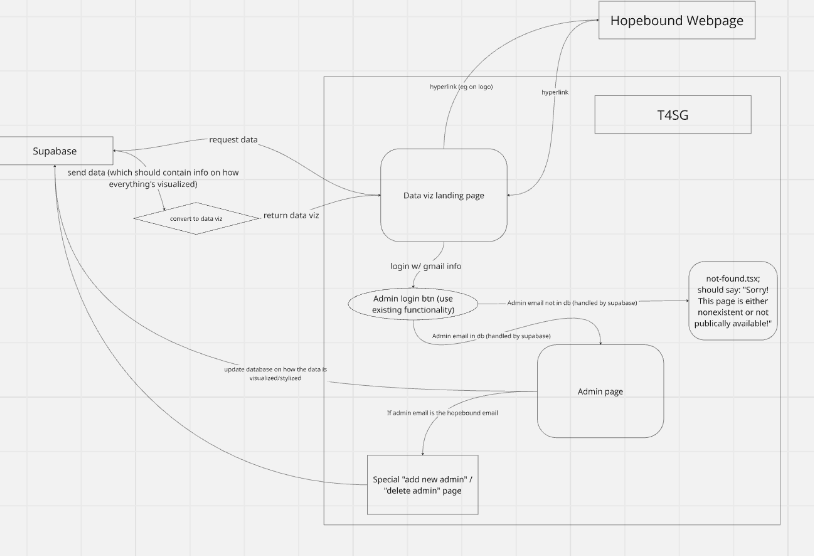 Hopebound Webpage
hyperlink (eg on logo)
hyperlink
T4SG
request data
Supabase
send data (which should contain info on how
everything's visualized)
convert to data viz
return data viz
Data viz landing page
login w/ gmail info
Admin login btn (use
existing functionality)
Admin email not in db (handled by supabase)
not-found.tsx;
should say: "Sorry!
This page is either
nonexistent or not
publically available!"
Admin email in db (handled by supabase)
update database on how the data is
visualized/stylized
Admin page
If admin email is the hopebound email
Special "add new admin" /
"delete admin" page